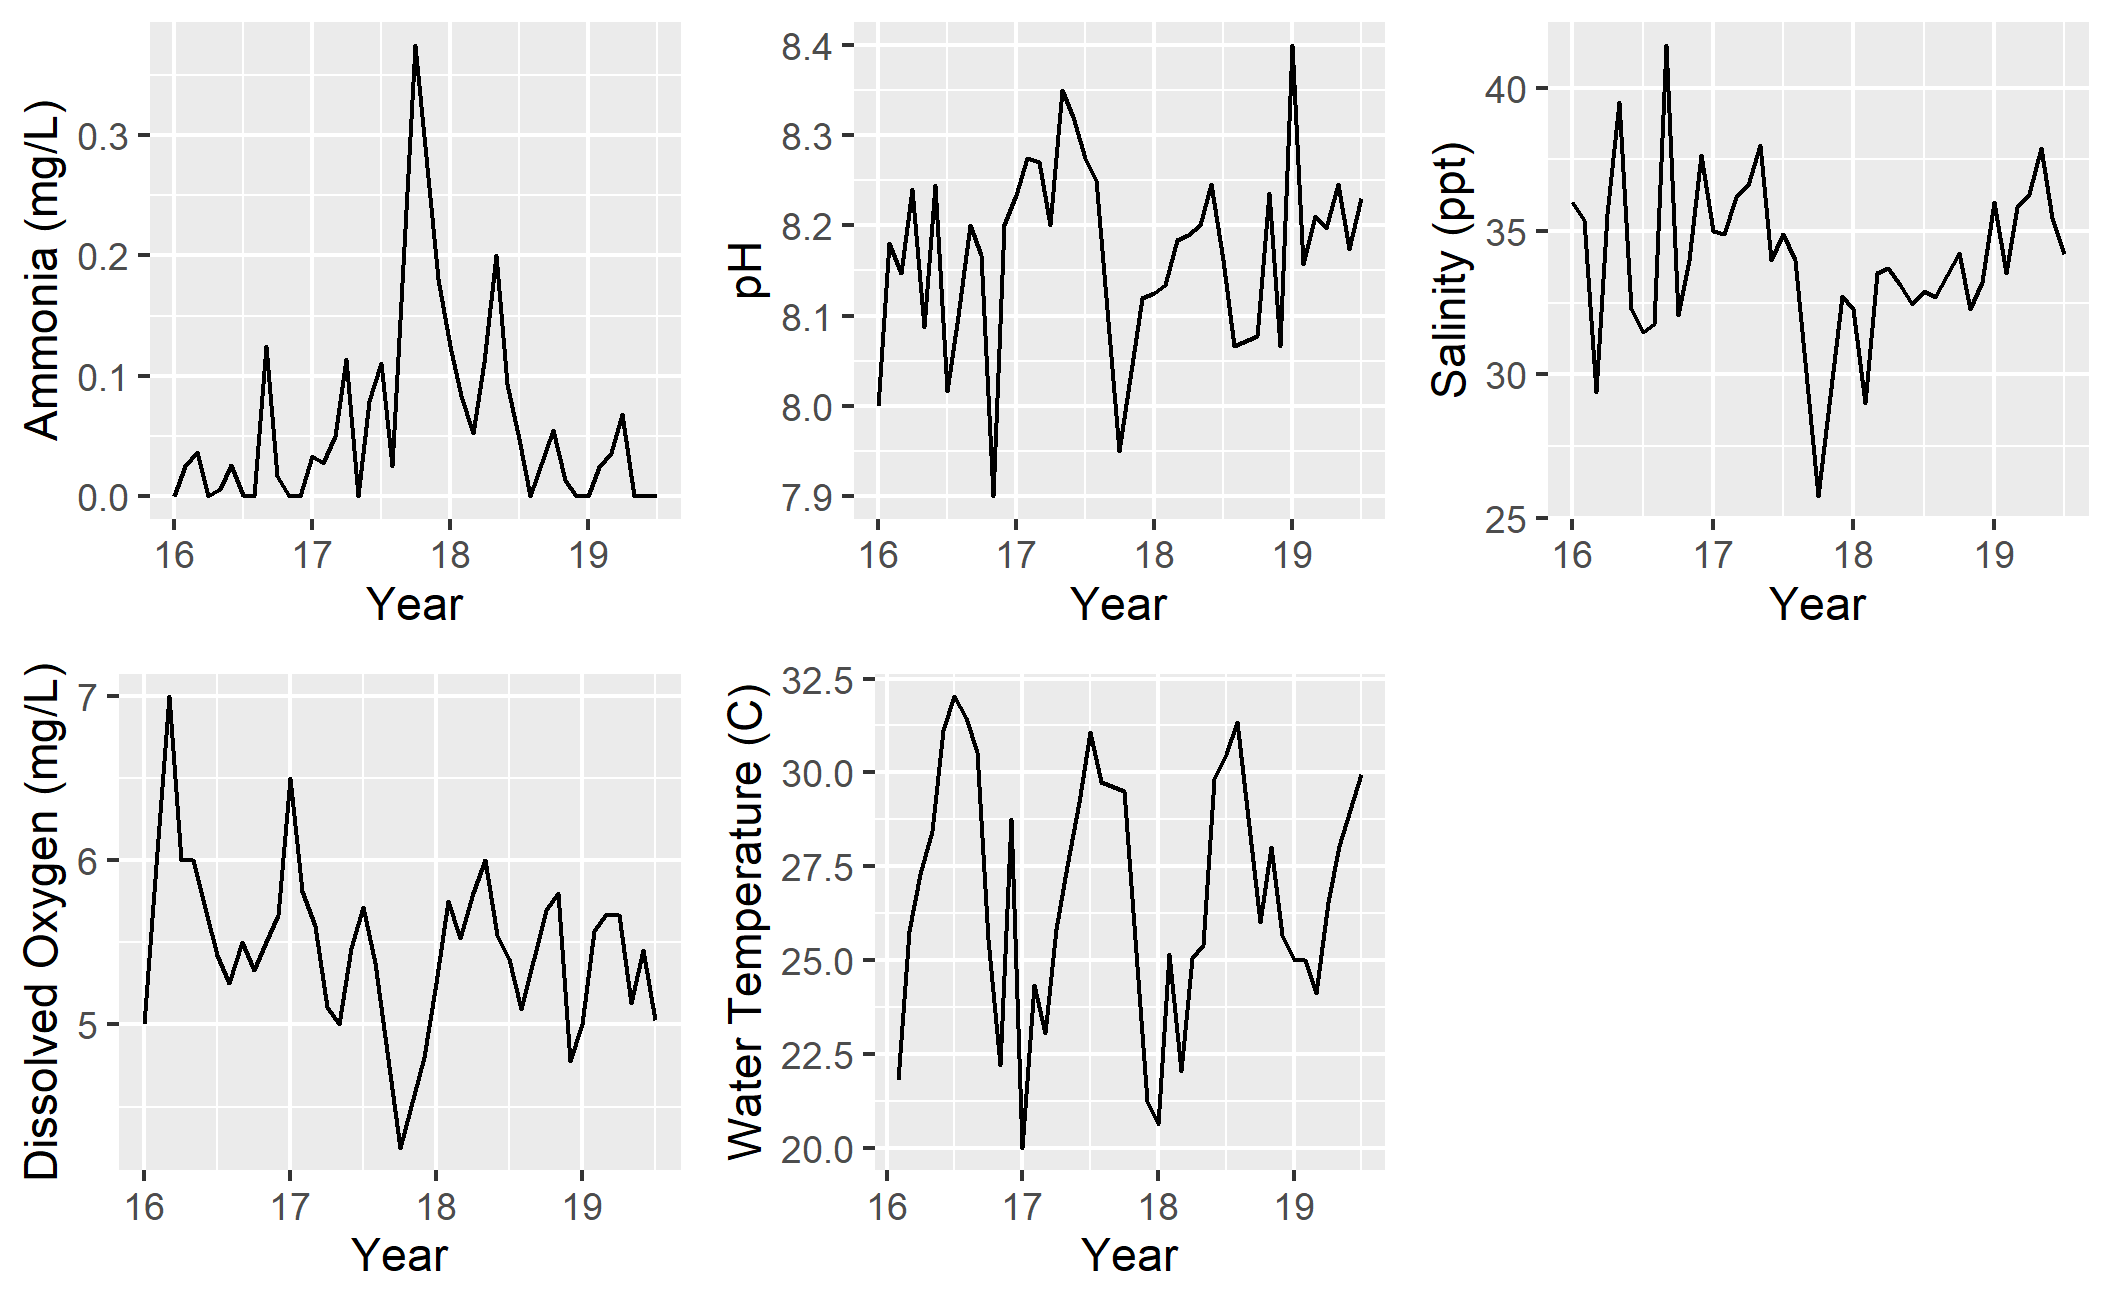 Ammonia (mg/L)
0.3
0.2
0.1
0.0
16 17 18 19
Year
pH
8.4
8.3
8.2
8.1
8.0
7.9
16 17 18 19
Year
Salinity (ppt)
40
35
30
25
16 17 18 19
Year
Dissolved Oxygen (mg/L)
7
6
5
16 17 18 19
Year
Water Temperature (C)
32.5
30.0
27.5
25.0
22.5
20.0
16 17 18 19
Year